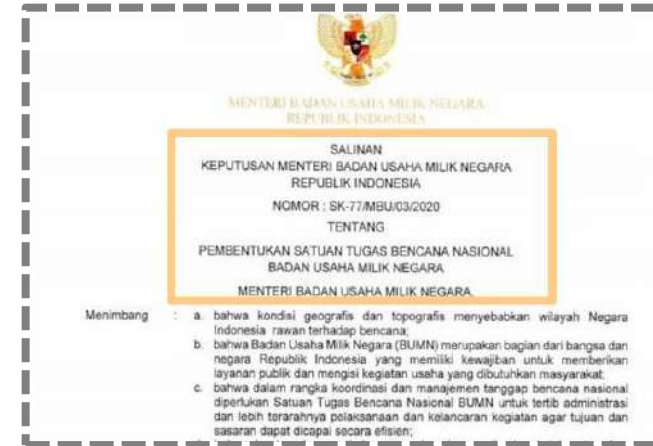 MENTERI BADAN USAHA MILIK NEGARA
REPUBLIK INDONESIA
SALINAN
KEPUTUSAN MENTERI BADAN USAHA MILIK NEGARA
REPUBLIK INDONESIA
NOMOR : SK-77/MBU/03/2020
TENTANG
PEMBENTUKAN SATUAN TUGAS BENCANA NASIONAL
BADAN USAHA MILIK NEGARA
MENTERI BADAN USAHA MILIK NEGARA,
Menimbang : a. bahwa kondisi geografis dan topografis menyebabkan wilayah Negara
Indonesia rawan terhadap bencana;
b. bahwa Badan Usaha Milik Negara (BUMN) merupakan bagian dari bangsa dan
negara Republik Indonesia yang memiliki kewajiban untuk memberikan
layanan publik dan mengisi kegiatan usaha yang dibutuhkan masyarakat;
c. bahwa dalam rangka koordinasi dan manajemen tanggap bencana nasional
diperlukan Satuan Tugas Bencana Nasional BUMN untuk tertib administrasi
dan lebih terarahnya pelaksanaan dan kelancaran kegiatan agar tujuan dan
sasaran dapat dicapai secara efisien;